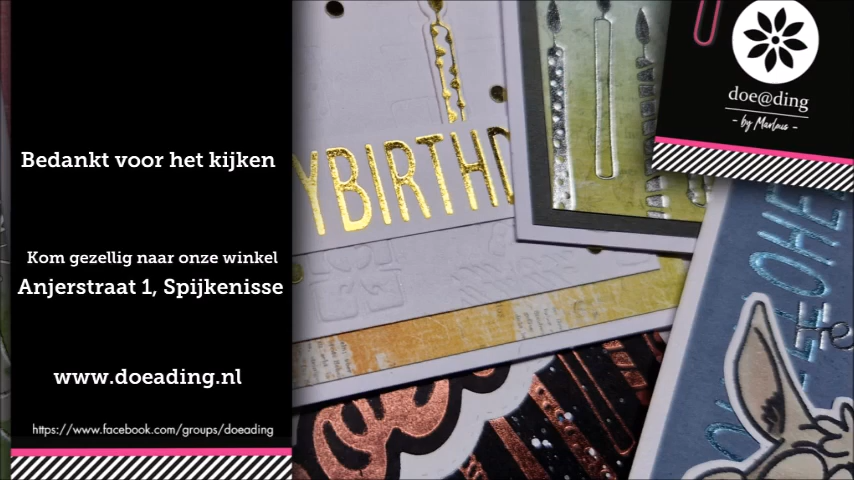 Bedankt voor het kijken
Kom gezellig naar onze winkel
Anjerstraat 1, Spijkenisse
www.doeading.nl
https://www.facebook.com/groups/doeading
YBIRTHD
doe@ding
- by Marlous -